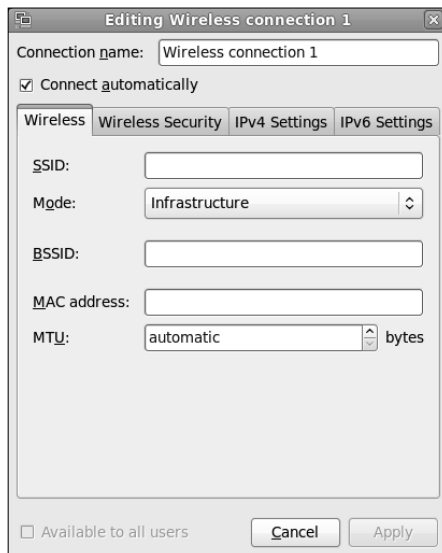 Editing Wireless connection 1
Connection name: Wireless connection 1
Connect automatically
Wireless Wireless Security IPv4 Settings IPv6 Settings
SSID:
Mode: Infrastructure
BSSID:
MAC address:
MTU: automatic bytes
Available to all users Cancel Apply